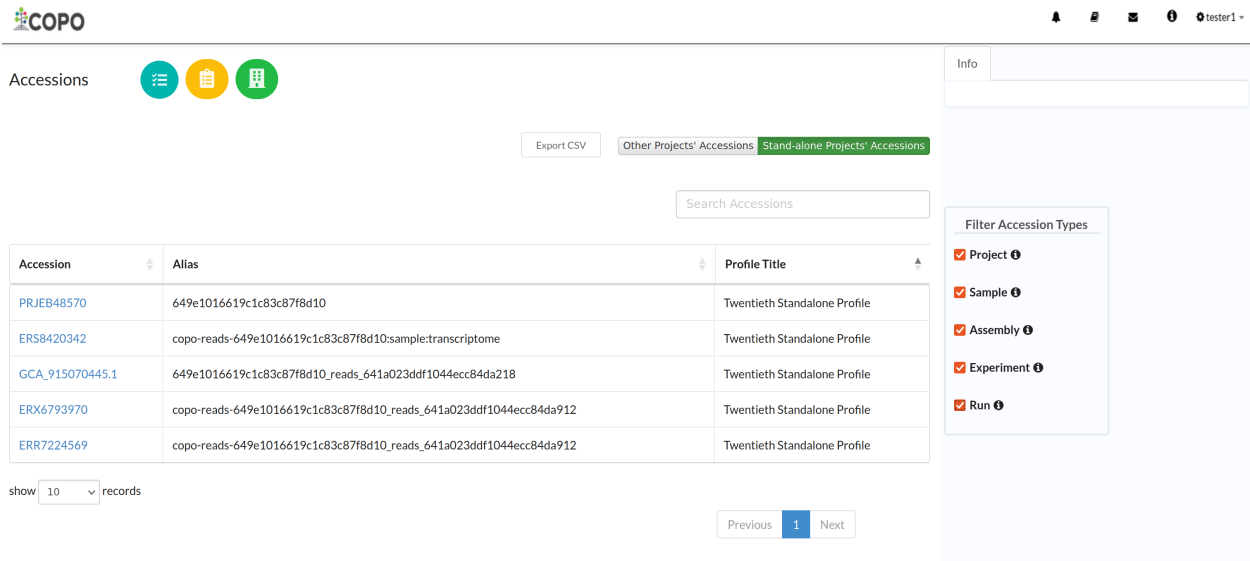 COPO
tester1
Accessions
Info
Export CSV
Other Projects' Accessions
Stand-alone Projects' Accessions
Search Accessions
Filter Accession Types
Project
Sample
Assembly
Experiment
Run
Accession Alias Profile Title
PRJEB48570 649e1016619c1c83c87f8d10 Twentieth Standalone Profile
ERS8420342 copo-reads-649e1016619c1c83c87f8d10:sample:transcriptome Twentieth Standalone Profile
GCA_915070445.1 649e1016619c1c83c87f8d10_reads_641a023ddf1044ecc84da218 Twentieth Standalone Profile
ERX6793970 copo-reads-649e1016619c1c83c87f8d10_reads_641a023ddf1044ecc84da912 Twentieth Standalone Profile
ERR7224569 copo-reads-649e1016619c1c83c87f8d10_reads_641a023ddf1044ecc84da912 Twentieth Standalone Profile
show 10 records
Previous 1 Next